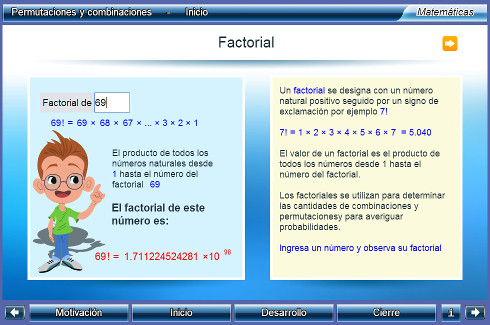 Permutaciones y combinaciones - Inicio
Matemáticas
Factorial
Factorial de 69
69! = 69 × 68 × 67 × ... × 3 × 2 × 1
El producto de todos los
números naturales desde
1 hasta el número del
factorial 69
El factorial de este
número es:
69! = 1.711224524281 ×10 98
Un factorial se designa con un número
natural positivo seguido por un signo de
exclamación por ejemplo 7!
7! = 1 × 2 × 3 × 4 × 5 × 6 × 7 = 5.040
El valor de un factorial es el producto de
todos los números desde 1 hasta el
número del factorial.
Los factoriales se utilizan para determinar
las cantidades de combinaciones y
permutacionesy para averiguar
probabilidades.
Ingresa un número y observa su factorial
Motivación
Inicio
Desarrollo
Cierre
i